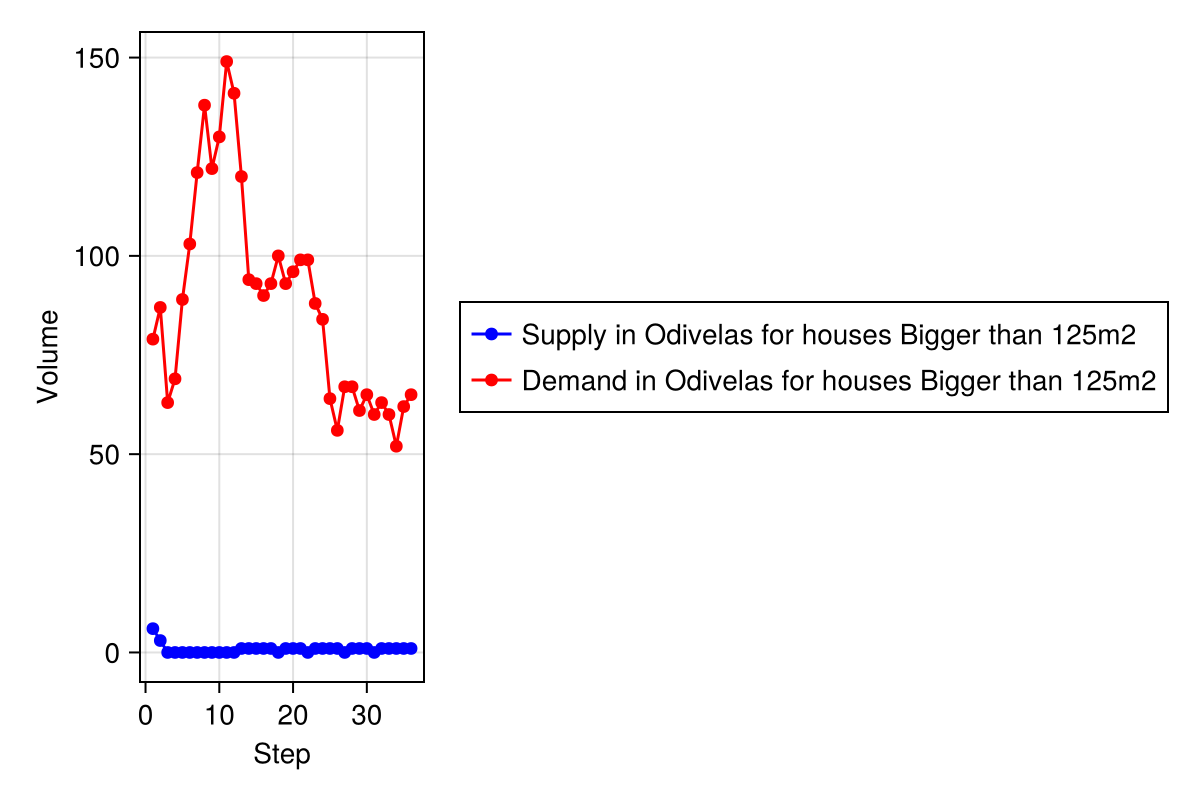 150
100
50
0
Volume
0 10 20 30
Step
Supply in Odivelas for houses Bigger than 125m2
Demand in Odivelas for houses Bigger than 125m2